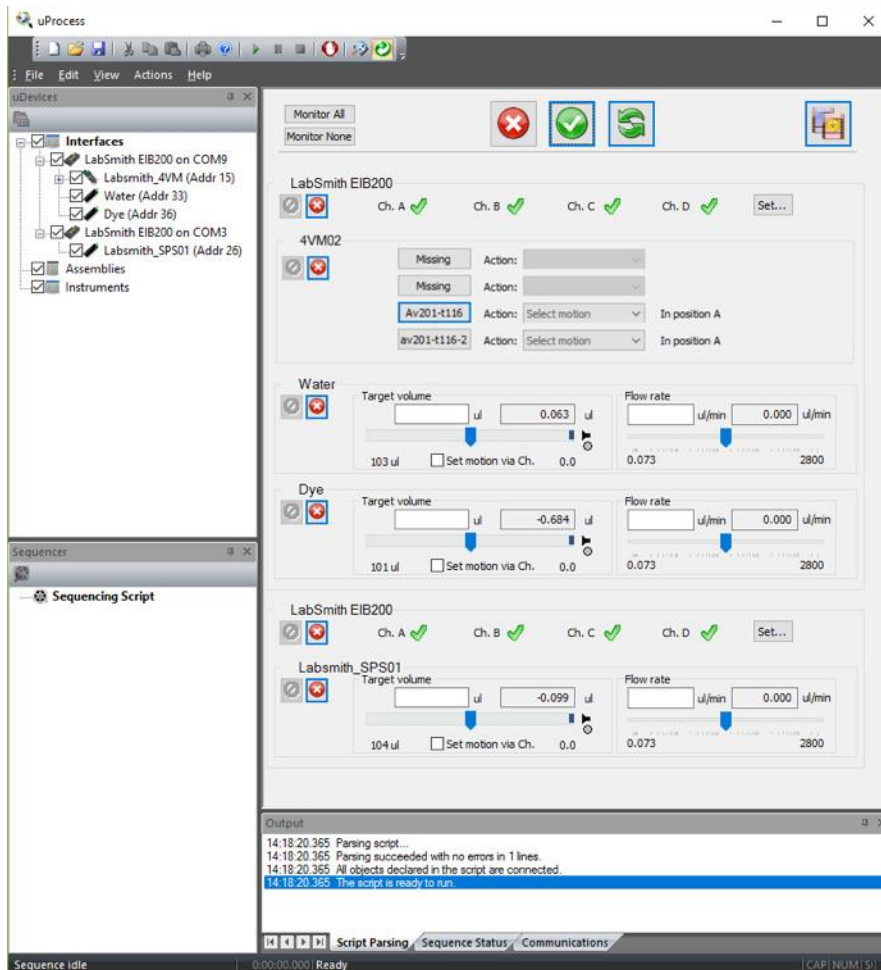 uProcess
File Edit View Actions Help
uDevices
Interfaces
LabSmith EIB200 on COM9
Labsmith_4VM (Addr 15)
Water (Addr 33)
Dye (Addr 36)
LabSmith EIB200 on COM3
Labsmith_SPS01 (Addr 26)
Assemblies
Instruments
Sequencer
Sequencing Script
Monitor All
Monitor None
LabSmith EIB200
Ch. A Ch. B Ch. C Ch. D Set...
4VM02
Missing Action:
Missing Action:
Av201-t116 Action: Select motion In position A
av201-t116-2 Action: Select motion In position A
Water
Target volume Flow rate
ul 0.063 ul ul/min 0.000 ul/min
103 ul Set motion via Ch. 0.0 0.073 2800
Dye
Target volume Flow rate
ul -0.684 ul ul/min 0.000 ul/min
101 ul Set motion via Ch. 0.0 0.073 2800
LabSmith EIB200
Ch. A Ch. B Ch. C Ch. D Set...
Labsmith_SPS01
Target volume Flow rate
ul -0.099 ul ul/min 0.000 ul/min
104 ul Set motion via Ch. 0.0 0.073 2800
Output
14:18:20.365 Parsing script...
14:18:20.365 Parsing succeeded with no errors in 1 lines.
14:18:20.365 All objects declared in the script are connected.
14:18:20.365 The script is ready to run.
Script Parsing Sequence Status Communications
Sequence idle 0:00:00.000 Ready CAP NUM